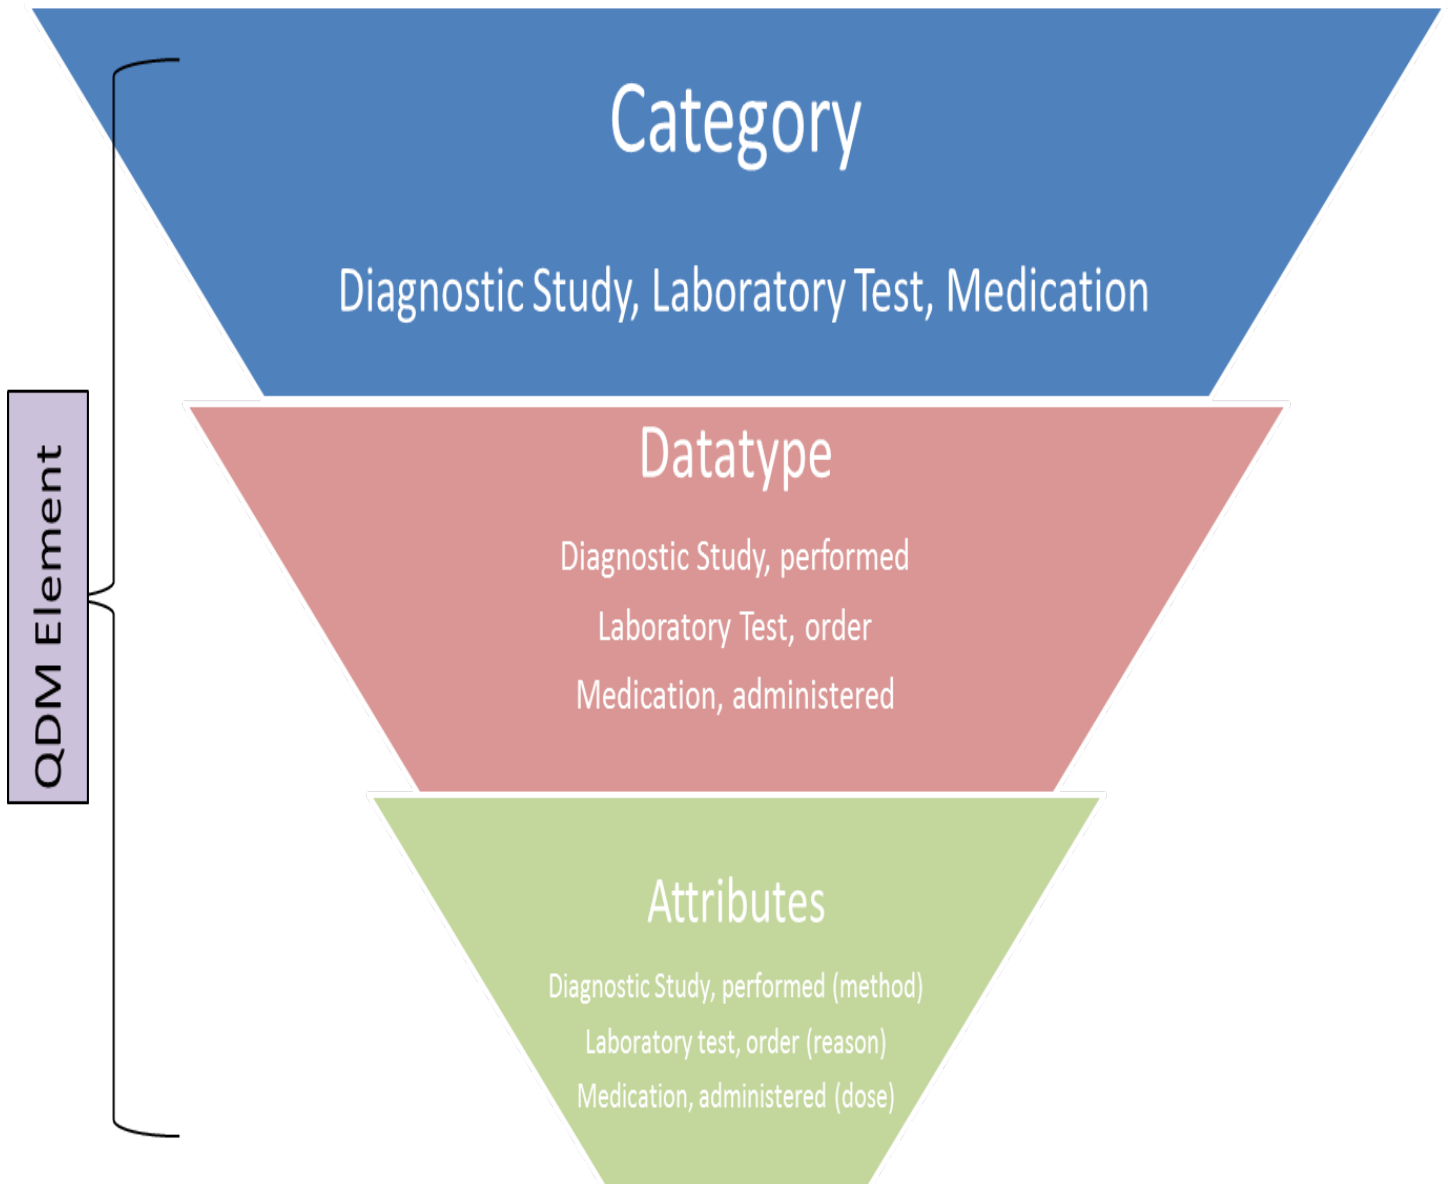 Category
Diagnostic Study, Laboratory Test, Medication
QDM Element
Datatype
Diagnostic Study, performed
Laboratory Test, order
Medication, administered
Attributes
Diagnostic Study, performed (method)
Laboratory test, order (reason)
Medication, administered (dose)